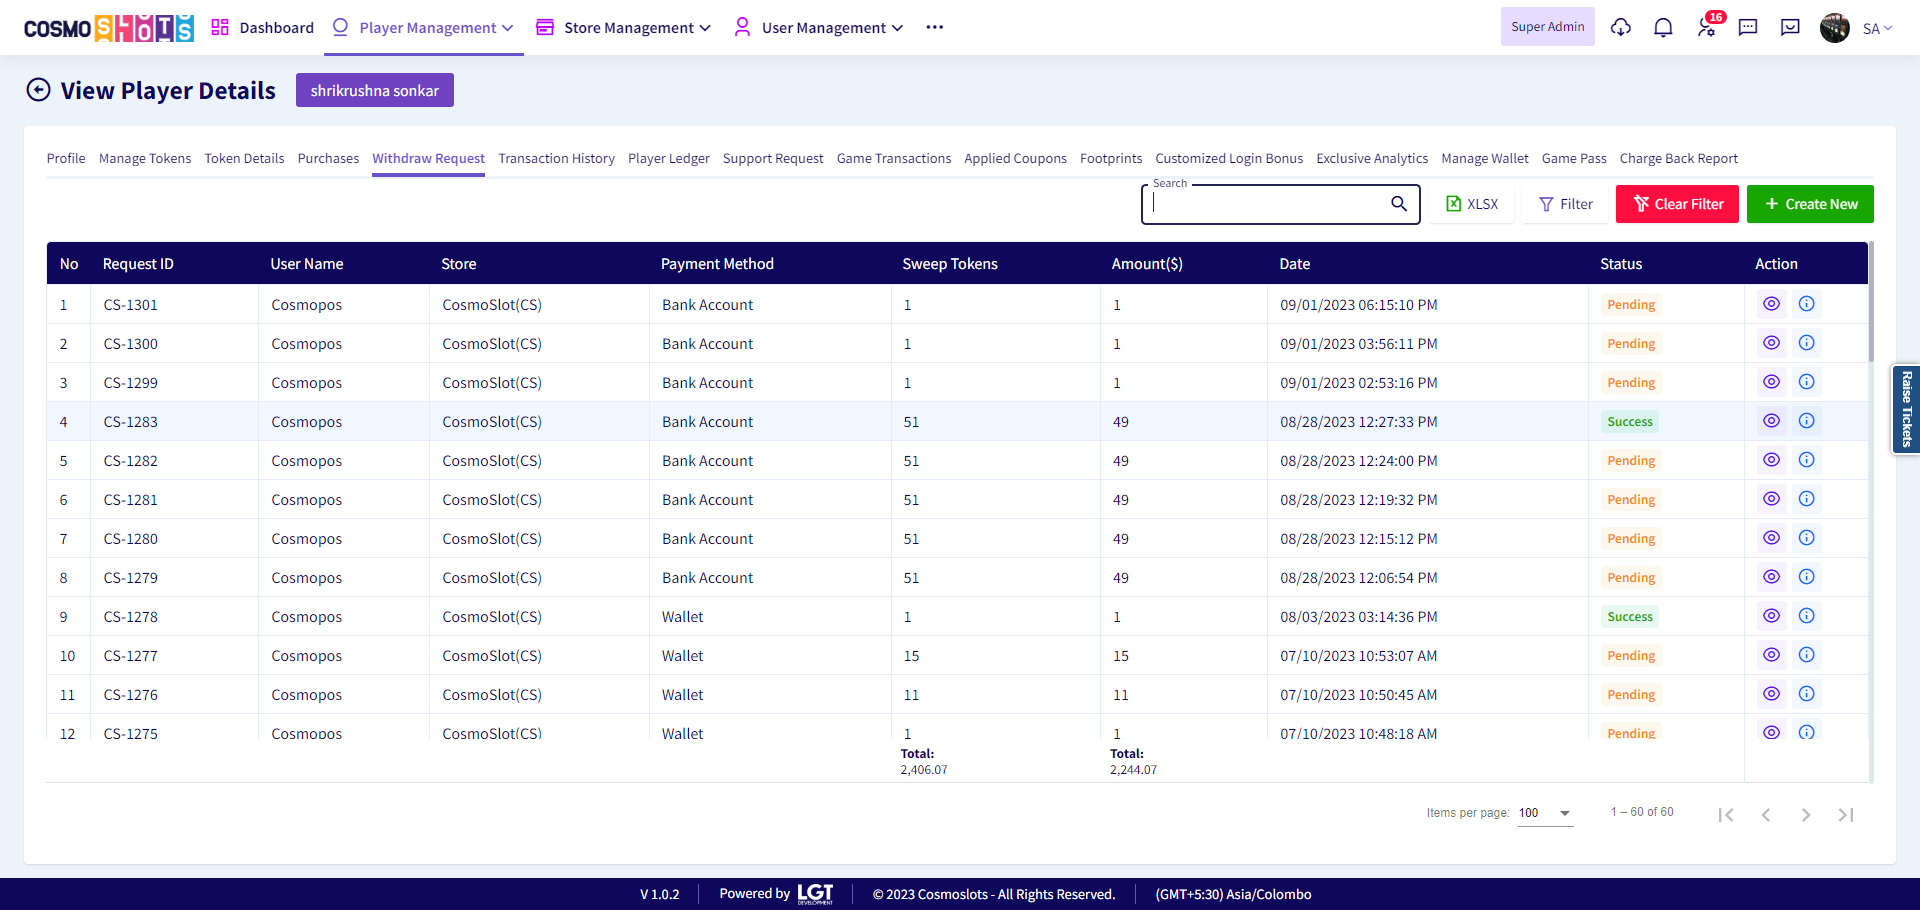 COSMO SLOTS Dashboard Player Management Store Management User Management ••• Super Admin 16 SA
View Player Details shrikrushna sonkar
Profile Manage Tokens Token Details Purchases Withdraw Request Transaction History Player Ledger Support Request Game Transactions Applied Coupons Footprints Customized Login Bonus Exclusive Analytics Manage Wallet Game Pass Charge Back Report
Search XLSX Filter Clear Filter + Create New
No Request ID User Name Store Payment Method Sweep Tokens Amount($) Date Status Action
1 CS-1301 Cosmopos CosmoSlot(CS) Bank Account 1 1 09/01/2023 06:15:10 PM Pending
2 CS-1300 Cosmopos CosmoSlot(CS) Bank Account 1 1 09/01/2023 03:56:11 PM Pending
3 CS-1299 Cosmopos CosmoSlot(CS) Bank Account 1 1 09/01/2023 02:53:16 PM Pending
4 CS-1283 Cosmopos CosmoSlot(CS) Bank Account 51 49 08/28/2023 12:27:33 PM Success
5 CS-1282 Cosmopos CosmoSlot(CS) Bank Account 51 49 08/28/2023 12:24:00 PM Pending
6 CS-1281 Cosmopos CosmoSlot(CS) Bank Account 51 49 08/28/2023 12:19:32 PM Pending
7 CS-1280 Cosmopos CosmoSlot(CS) Bank Account 51 49 08/28/2023 12:15:12 PM Pending
8 CS-1279 Cosmopos CosmoSlot(CS) Bank Account 51 49 08/28/2023 12:06:54 PM Pending
9 CS-1278 Cosmopos CosmoSlot(CS) Wallet 1 1 08/03/2023 03:14:36 PM Success
10 CS-1277 Cosmopos CosmoSlot(CS) Wallet 15 15 07/10/2023 10:53:07 AM Pending
11 CS-1276 Cosmopos CosmoSlot(CS) Wallet 11 11 07/10/2023 10:50:45 AM Pending
12 CS-1275 Cosmopos CosmoSlot(CS) Wallet 1 1 07/10/2023 10:48:18 AM Pending
Total: Total:
2,406.07 2,244.07
Raise Tickets
Items per page: 100 1 – 60 of 60
V 1.0.2 Powered by LGT DEVELOPMENT © 2023 Cosmoslots - All Rights Reserved. (GMT+5:30) Asia/Colombo